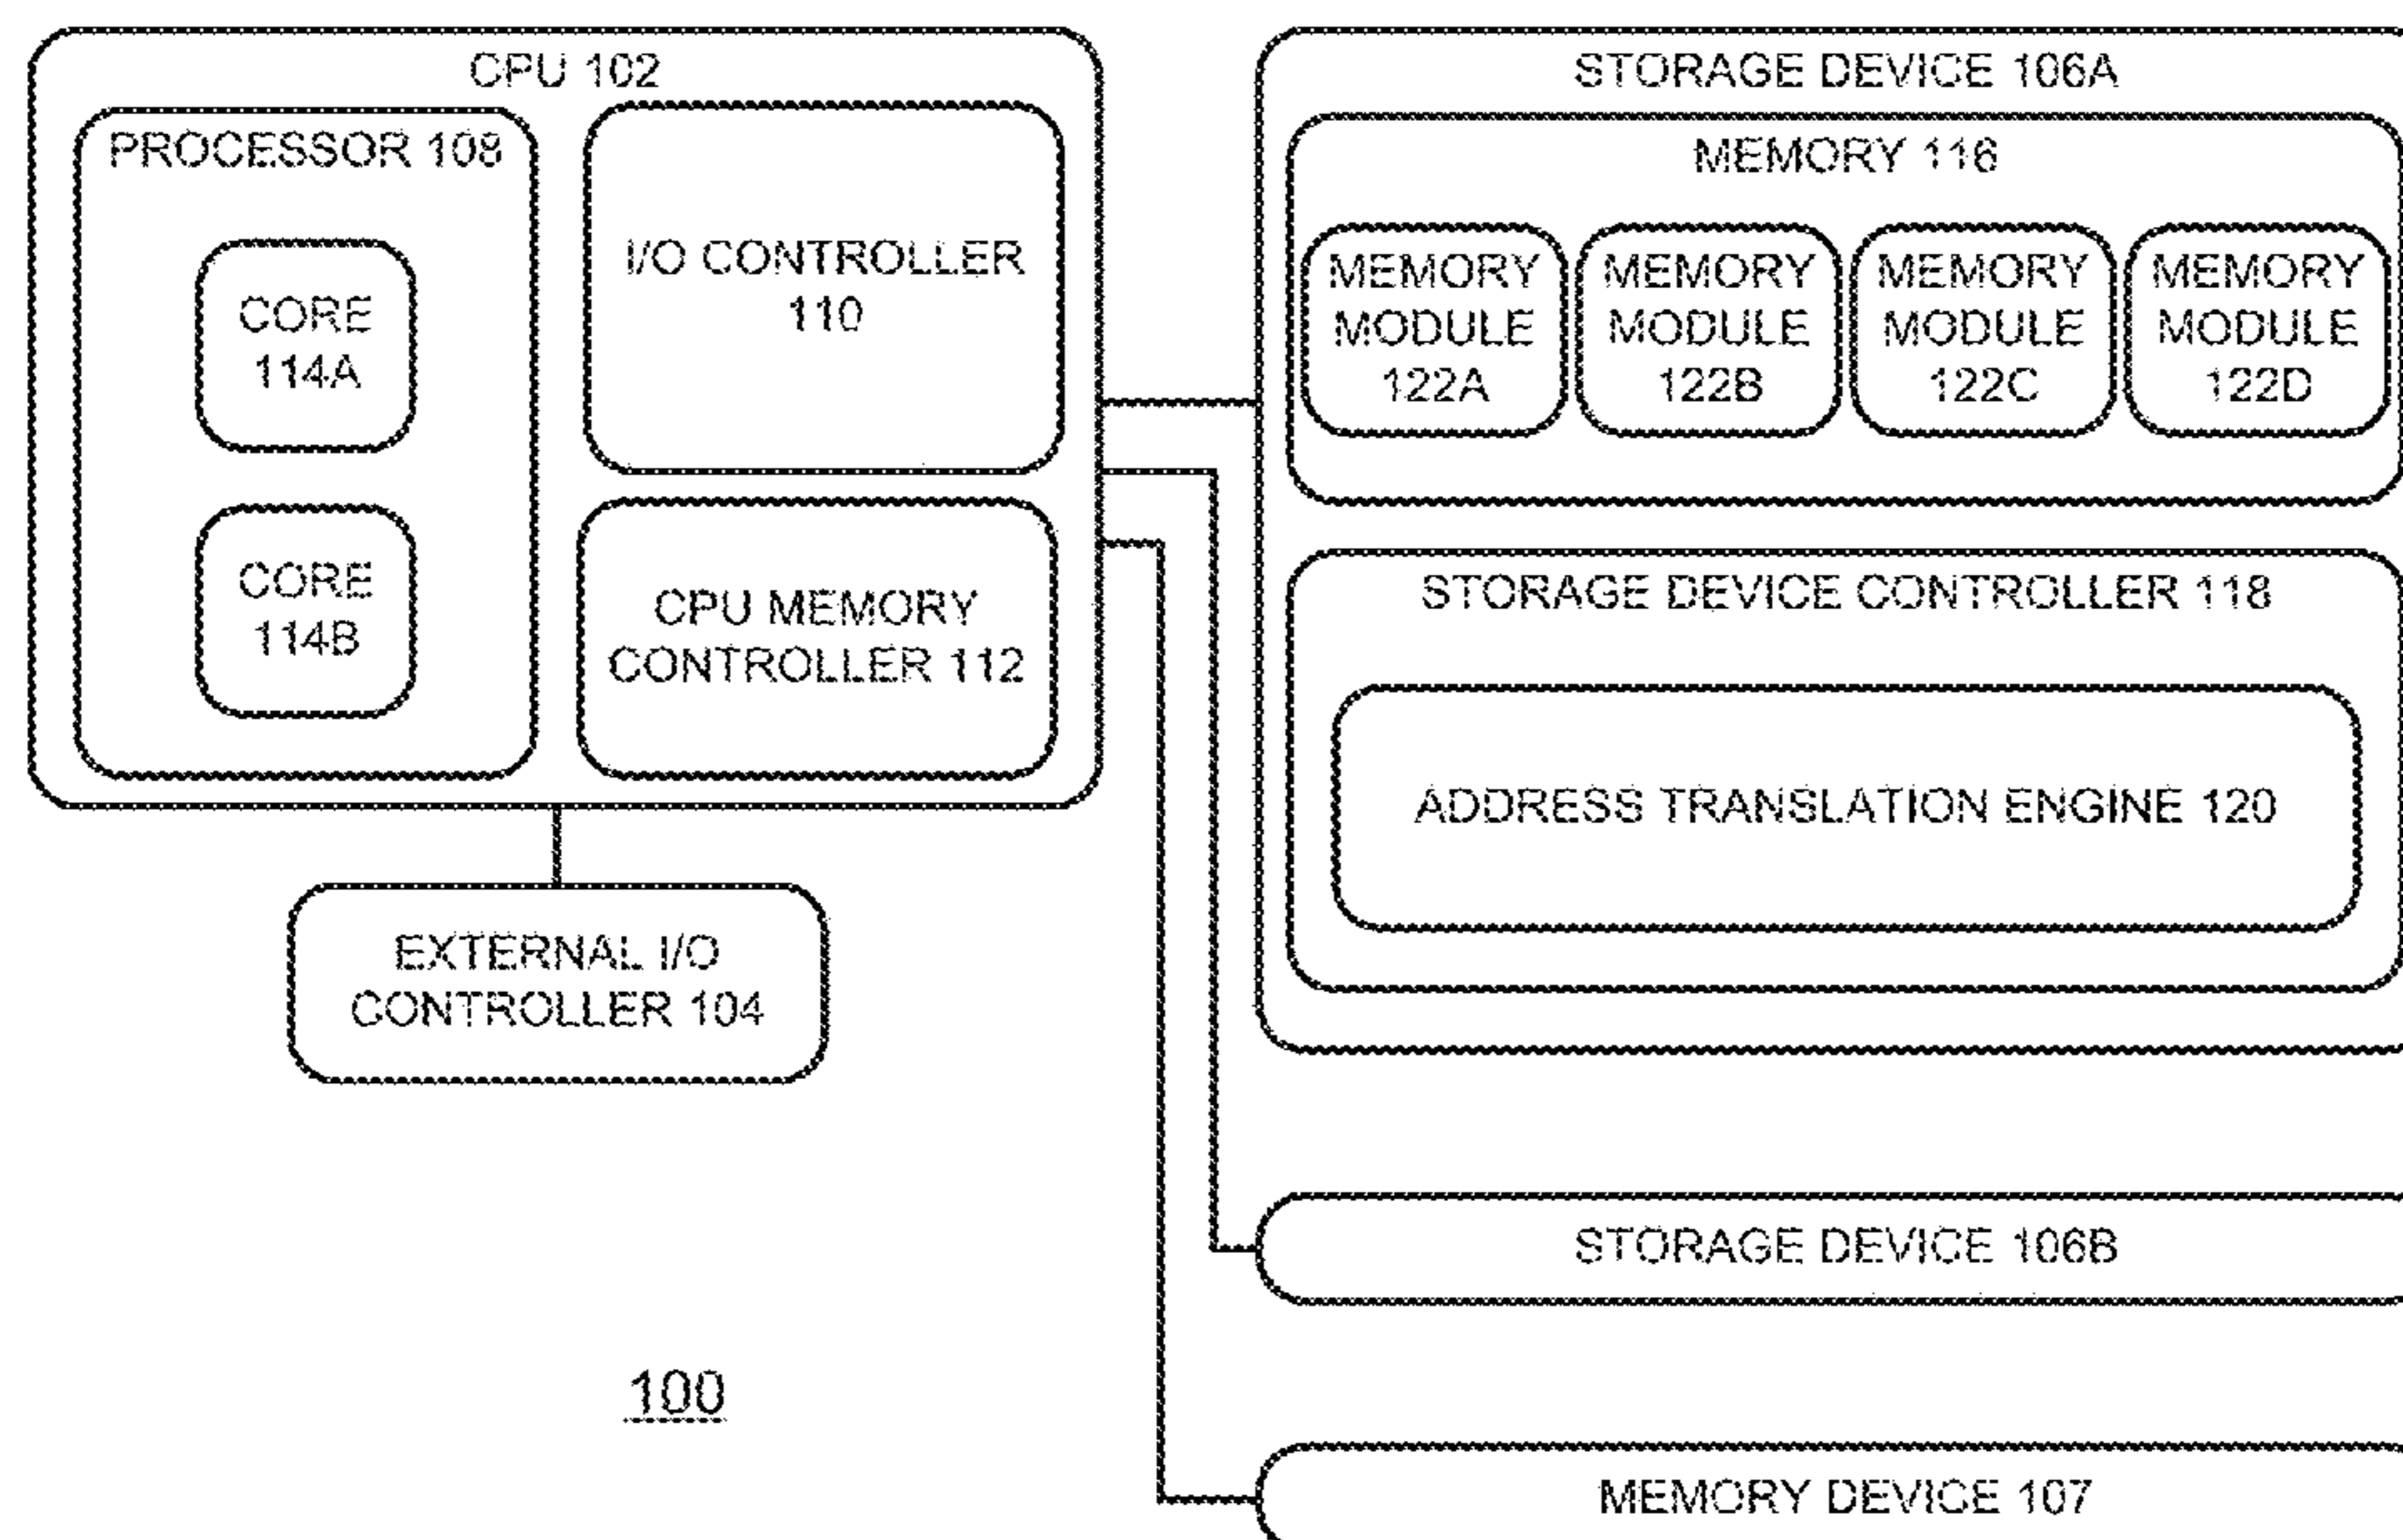 CPU 102
PROCESSOR 108
CORE
114A
CORE
114B
I/O CONTROLLER
110
CPU MEMORY
CONTROLLER 112
EXTERNAL I/O
CONTROLLER 104
STORAGE DEVICE 106A
MEMORY 116
MEMORY
MODULE
122A
MEMORY
MODULE
122B
MEMORY
MODULE
122C
MEMORY
MODULE
122D
STORAGE DEVICE CONTROLLER 118
ADDRESS TRANSLATION ENGINE 120
STORAGE DEVICE 106B
MEMORY DEVICE 107
100